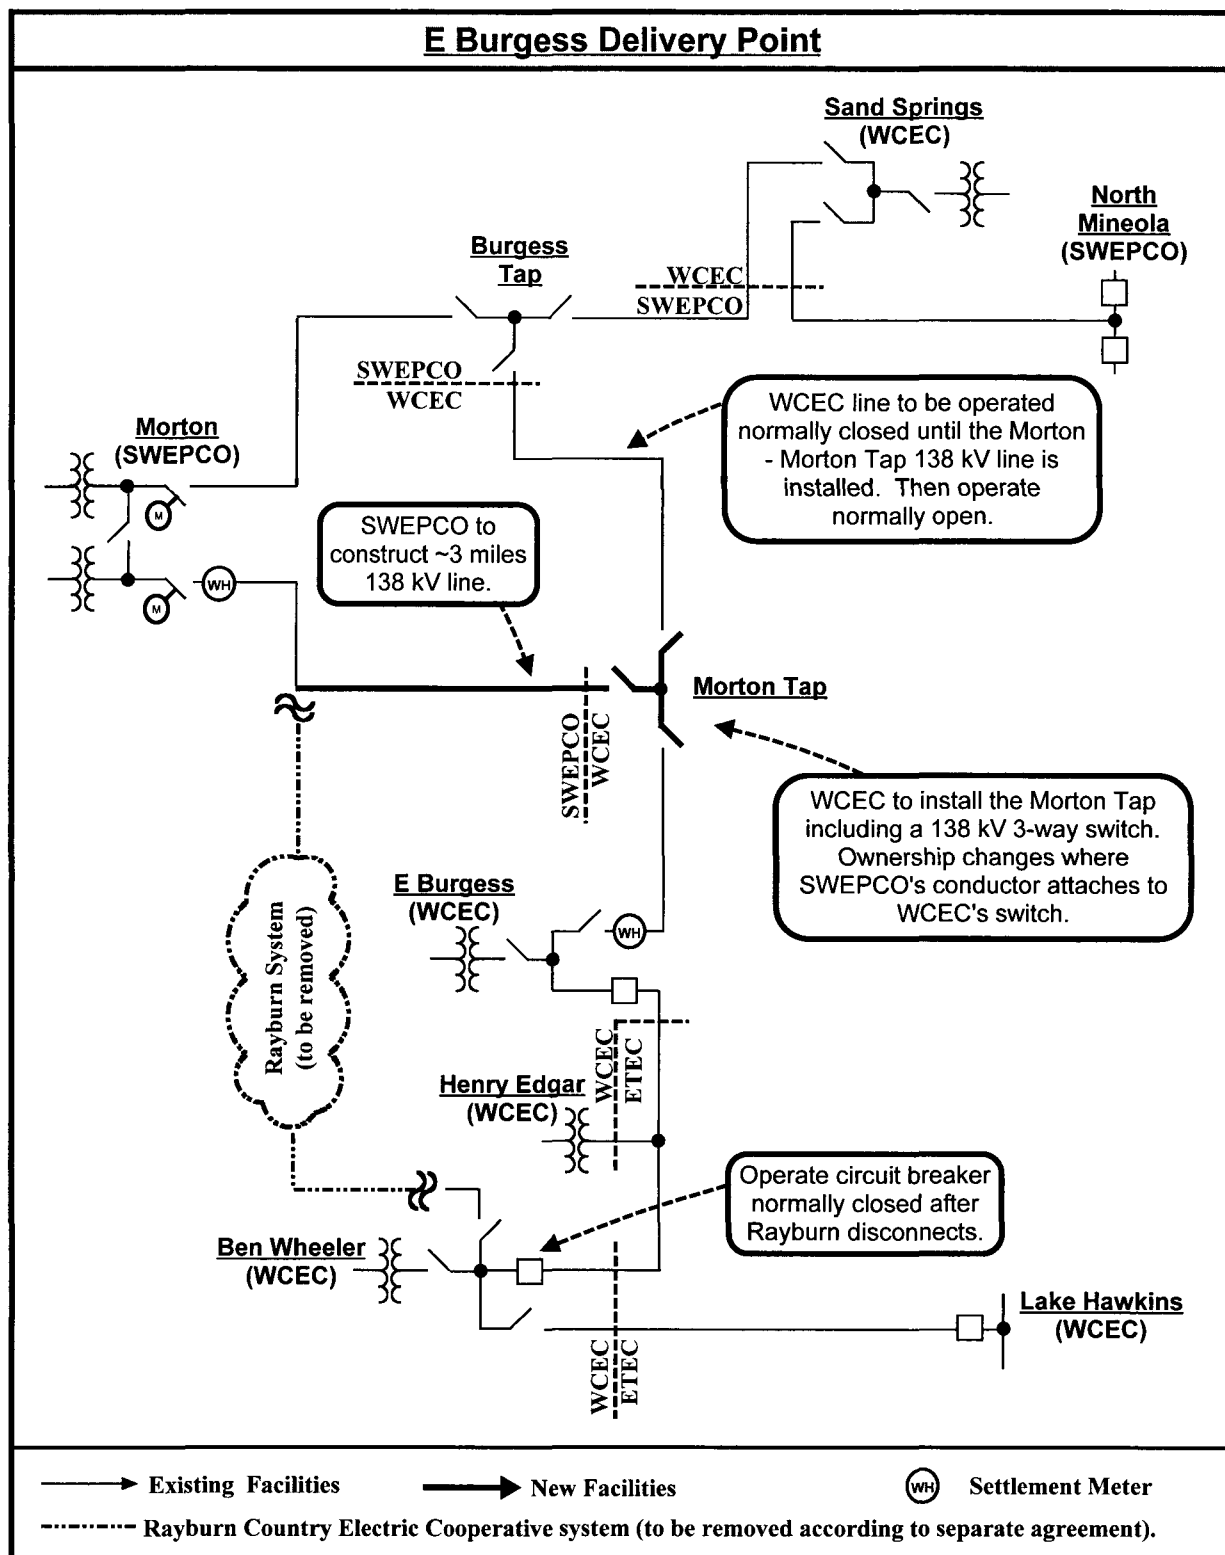 E Burgess Delivery Point
Sand Springs
(WCEC)
North
Mineola
(SWEPCO)
Burgess
Tap
WCEC
SWEPCO
SWEPCO
WCEC
WCEC line to be operated
normally closed until the Morton
- Morton Tap 138 kV line is
installed. Then operate
normally open.
Morton
(SWEPCO)
M
SWEPCO to
construct ~3 miles
138 kV line.
WH
M
Morton Tap
SWEPCO
WCEC
WCEC to install the Morton Tap
including a 138 kV 3-way switch.
Ownership changes where
SWEPCO's conductor attaches to
WCEC's switch.
E Burgess
(WCEC)
WH
Rayburn System
(to be removed)
WCEC
ETEC
Henry Edgar
(WCEC)
Operate circuit breaker
normally closed after
Rayburn disconnects.
Ben Wheeler
(WCEC)
Lake Hawkins
(WCEC)
WCEC
ETEC
Existing Facilities
New Facilities
WH Settlement Meter
Rayburn Country Electric Cooperative system (to be removed according to separate agreement).